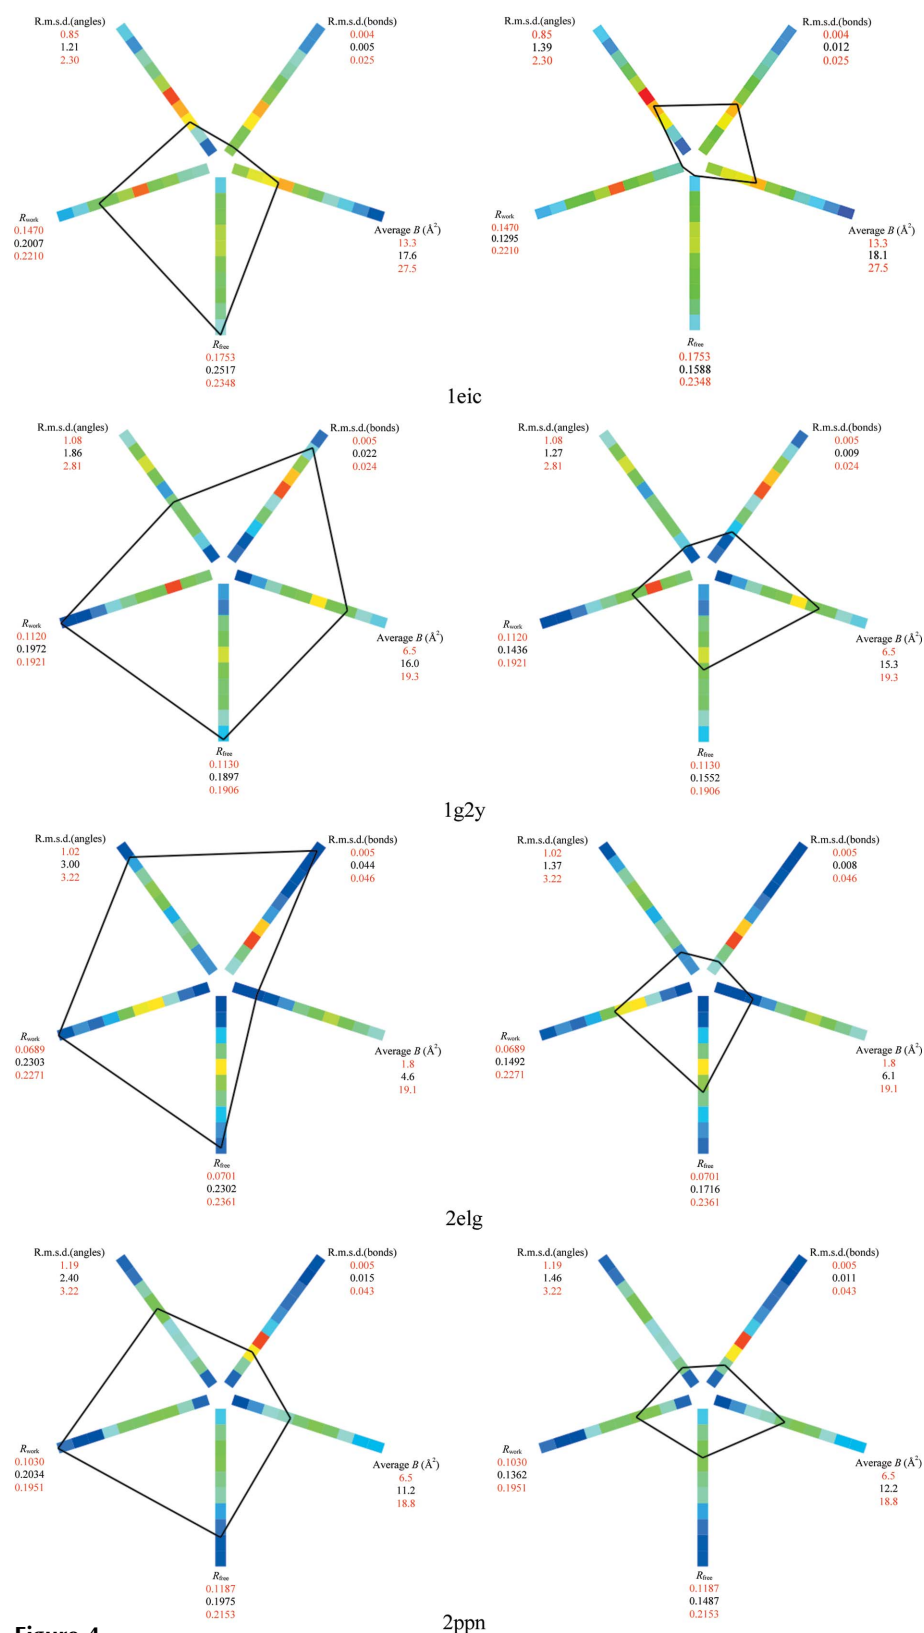 R.m.s.d.(angles)
0.85
1.21
2.30
R.m.s.d.(bonds)
0.004
0.005
0.025
Rwork
0.1470
0.2007
0.2210
Average B (Å2)
13.3
17.6
27.5
Rfree
0.1753
0.2517
0.2348
R.m.s.d.(angles)
0.85
1.39
2.30
R.m.s.d.(bonds)
0.004
0.012
0.025
Rwork
0.1470
0.1295
0.2210
Average B (Å2)
13.3
18.1
27.5
Rfree
0.1753
0.1588
0.2348
1eic
R.m.s.d.(angles)
1.08
1.86
2.81
R.m.s.d.(bonds)
0.005
0.022
0.024
Rwork
0.1120
0.1972
0.1921
Average B (Å2)
6.5
16.0
19.3
Rfree
0.1130
0.1897
0.1906
R.m.s.d.(angles)
1.08
1.27
2.81
R.m.s.d.(bonds)
0.005
0.009
0.024
Rwork
0.1120
0.1436
0.1921
Average B (Å2)
6.5
15.3
19.3
Rfree
0.1130
0.1552
0.1906
1g2y
R.m.s.d.(angles)
1.02
3.00
3.22
R.m.s.d.(bonds)
0.005
0.044
0.046
Rwork
0.0689
0.2303
0.2271
Average B (Å2)
1.8
4.6
19.1
Rfree
0.0701
0.2302
0.2361
R.m.s.d.(angles)
1.02
1.37
3.22
R.m.s.d.(bonds)
0.005
0.008
0.046
Rwork
0.0689
0.1492
0.2271
Average B (Å2)
1.8
6.1
19.1
Rfree
0.0701
0.1716
0.2361
2elg
R.m.s.d.(angles)
1.19
2.40
3.22
R.m.s.d.(bonds)
0.005
0.015
0.043
Rwork
0.1030
0.2034
0.1951
Average B (Å2)
6.5
11.2
18.8
Rfree
0.1187
0.1975
0.2153
R.m.s.d.(angles)
1.19
1.46
3.22
R.m.s.d.(bonds)
0.005
0.011
0.043
Rwork
0.1030
0.1362
0.1951
Average B (Å2)
6.5
12.2
18.8
Rfree
0.1187
0.1487
0.2153
2ppn
Figure 4